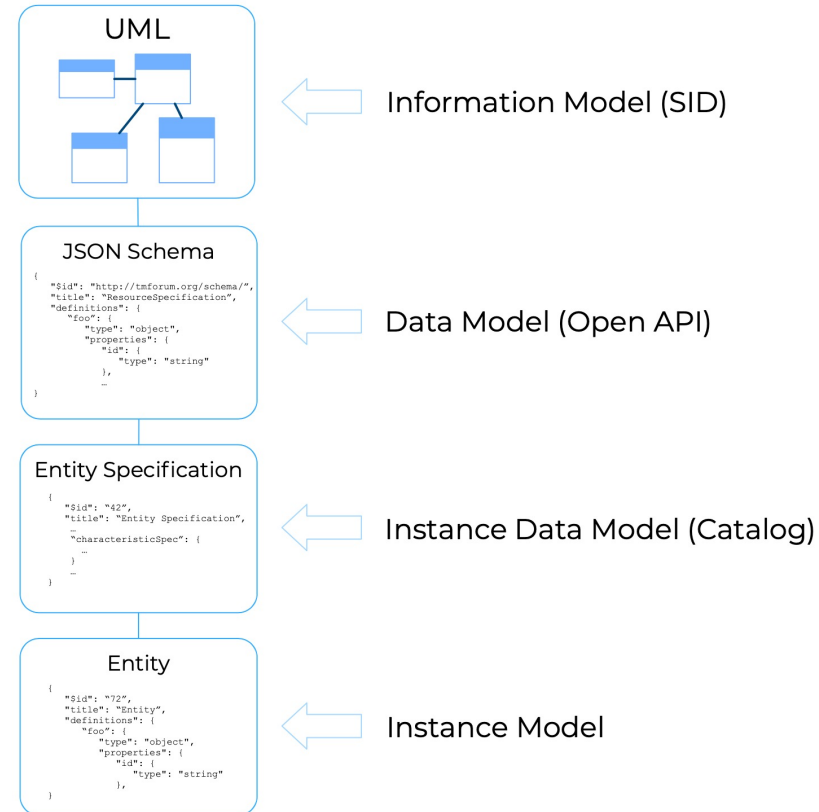 UML
Information Model (SID)
JSON Schema
{
"$id": "http://tmforum.org/schema/",
"title": “ResourceSpecification”,
"definitions": {
“foo”: {
"type": "object",
"properties": {
"id": {
"type": "string"
},
…
}
Data Model (Open API)
Entity Specification
{
"$id": “42”,
"title": “Entity Specification”,
…
“characteristicSpec”: {
…
}
…
}
Instance Data Model (Catalog)
Entity
{
"$id": “72”,
"title": “Entity”,
"definitions": {
“foo”: {
"type": "object",
"properties": {
"id": {
"type": "string"
},
}
Instance Model